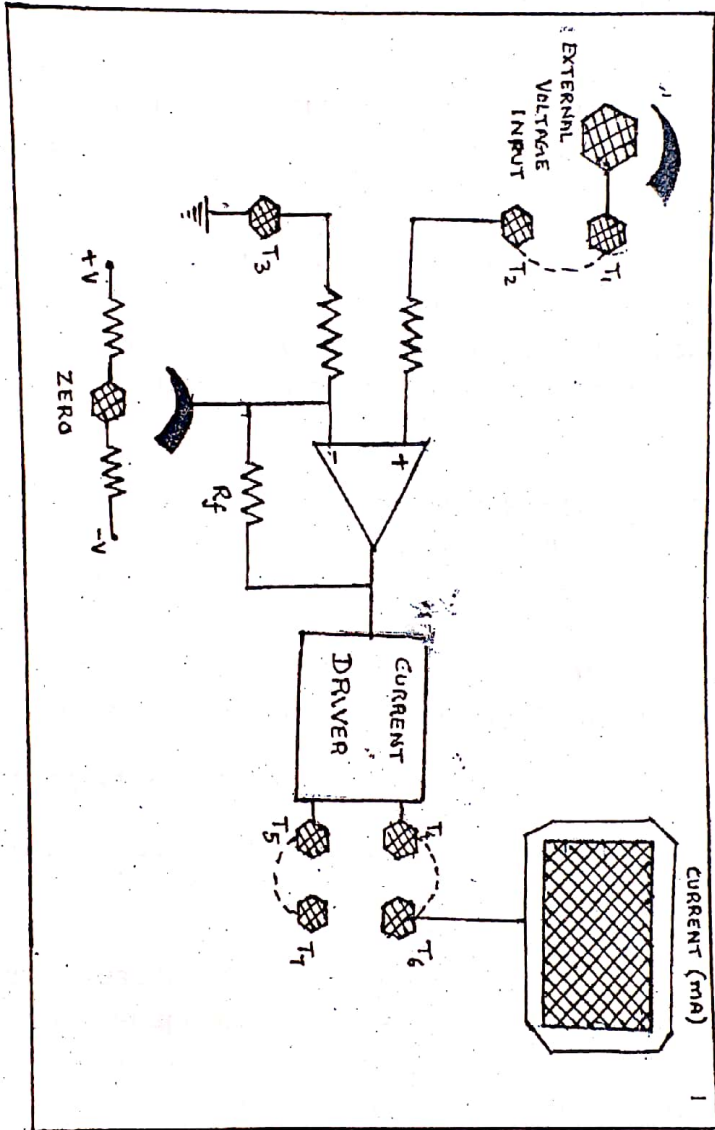 CURRENT (MA)
EXTERNAL
VOLTAGE
INPUT
T1
T2
T3
+
-
Rf
CURRENT
DRIVER
T4
T6
T5
T7
+V
ZERO
-V
1